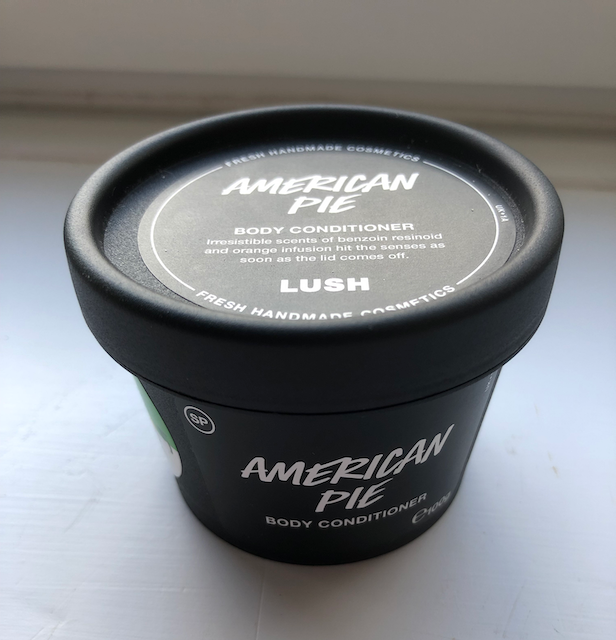 FRESH HANDMADE COSMETICS
AMERICAN
PIE
BODY CONDITIONER
Irresistible scents of benzoin resinoid
and orange infusion hit the senses as
soon as the lid comes off.
LUSH
FRESH HANDMADE COSMETICS
SP
AMERICAN
PIE
BODY CONDITIONER
℮100g